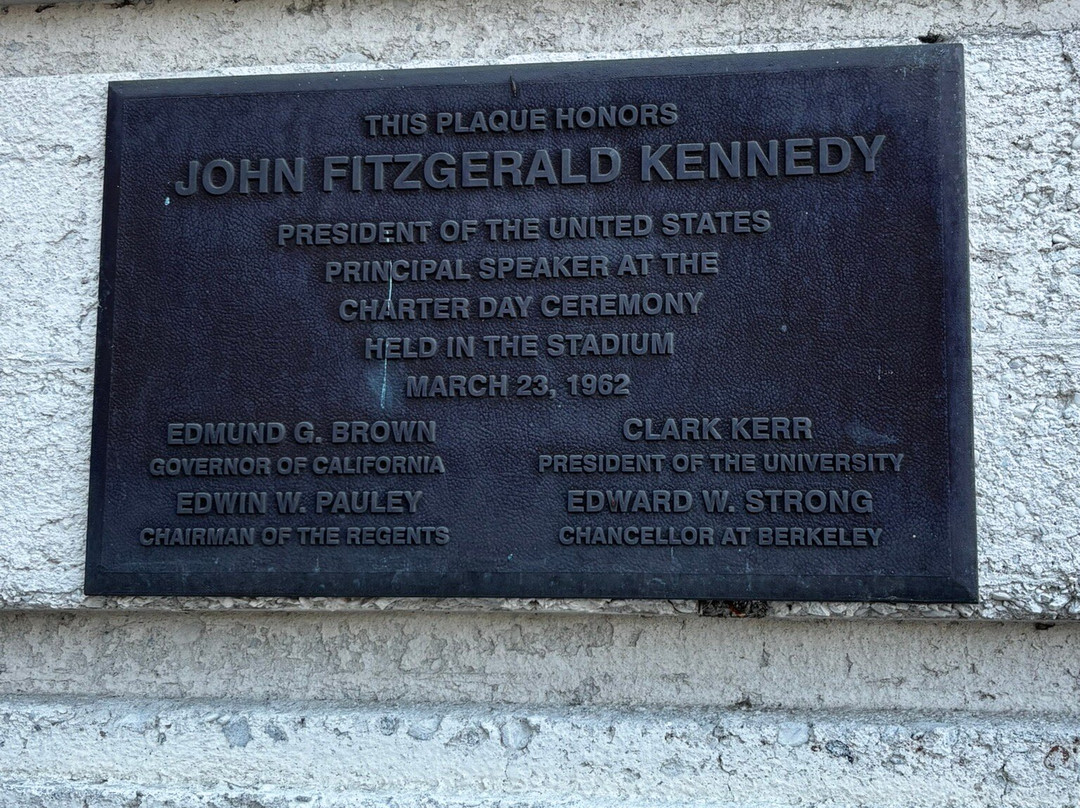 THIS PLAQUE HONORS
JOHN FITZGERALD KENNEDY
PRESIDENT OF THE UNITED STATES
PRINCIPAL SPEAKER AT THE
CHARTER DAY CEREMONY
HELD IN THE STADIUM
MARCH 23, 1962
EDMUND G. BROWN
GOVERNOR OF CALIFORNIA
EDWIN W. PAULEY
CHAIRMAN OF THE REGENTS
CLARK KERR
PRESIDENT OF THE UNIVERSITY
EDWARD W. STRONG
CHANCELLOR AT BERKELEY